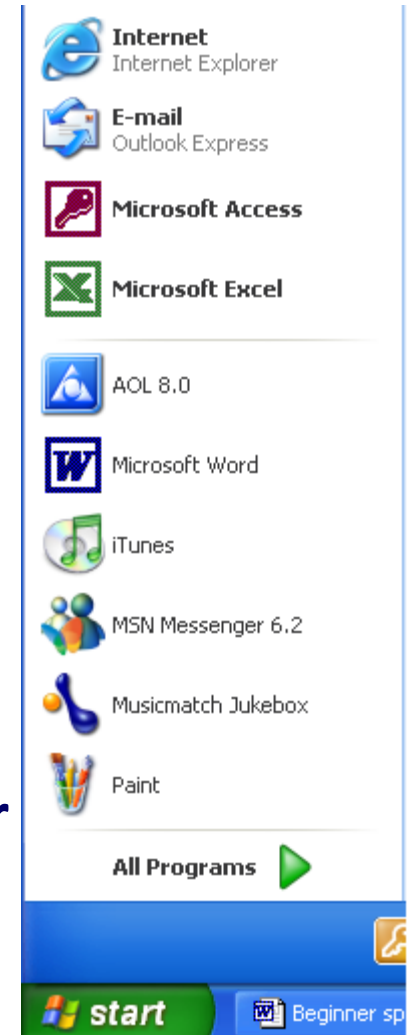 Internet
Internet Explorer
E-mail
Outlook Express
Microsoft Access
Microsoft Excel
AOL 8.0
Microsoft Word
iTunes
MSN Messenger 6.2
Musicmatch Jukebox
Paint
All Programs
start
Beginner sp